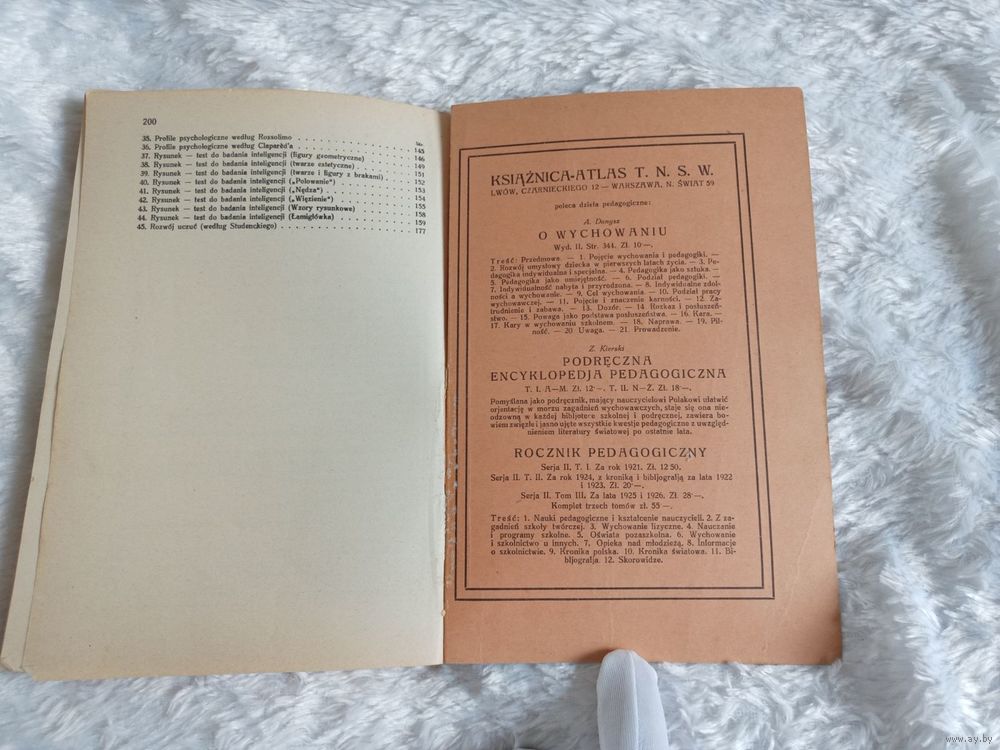 200
Str.
35. Profile psychologiczne według Rossolimo . . . . . . . . . . 145
36. Profile psychologiczne według Claparèd'a . . . . . . . . . . 146
37. Rysunek — test do badania inteligencji (figury geometryczne) . . . 149
38. Rysunek — test do badania inteligencji (twarze estetyczne) . . . . 151
39. Rysunek — test do badania inteligencji (twarze i figury z brakami) . 152
40. Rysunek — test do badania inteligencji („Polowanie") . . . . . . 153
41. Rysunek — test do badania inteligencji („Nędza") . . . . . . . 154
42. Rysunek — test do badania inteligencji („Więzienie") . . . . . . 155
43. Rysunek — test do badania inteligencji (Wzory rysunkowe) . . . . 158
44. Rysunek — test do badania inteligencji (Łamigłówka) . . . . . . 159
45. Rozwój uczuć (według Studenckiego) . . . . . . . . . . . . 177
KSIĄŻNICA-ATLAS T. N. S. W.
LWÓW, CZARNIECKIEGO 12 — WARSZAWA, N. ŚWIAT 59
poleca dzieła pedagogiczne:
A. Danysz
O WYCHOWANIU
Wyd. II. Str. 344. Zł. 10·—.
Treść: Przedmowa. — 1. Pojęcie wychowania i pedagogiki. —
2. Rozwój umysłowy dziecka w pierwszych latach życia. — 3. Pe-
dagogika indywidualna i specjalna. — 4. Pedagogika jako sztuka. —
5. Pedagogika jako umiejętność. — 6. Podział pedagogiki. —
7. Indywidualność nabyta i przyrodzona. — 8. Indywidualne zdol-
ności a wychowanie. — 9. Cel wychowania. — 10. Podział pracy
wychowawczej. — 11. Pojęcie i znaczenie karności. — 12. Za-
trudnienie i zabawa. — 13. Dozór. — 14. Rozkaz i posłuszeń-
stwo. — 15. Powaga jako podstawa posłuszeństwa. — 16. Kara. —
17. Kary w wychowaniu szkolnem. — 18. Naprawa. — 19. Pil-
ność. — 20 Uwaga. — 21. Prowadzenie.
Z. Kierski
PODRĘCZNA
ENCYKLOPEDJA PEDAGOGICZNA
T. I. A—M. Zł. 12·—. T. II. N—Ż. Zł. 18·—.
Pomyślana jako podręcznik, mający nauczycielowi Polakowi ułatwić
orjentację w morzu zagadnień wychowawczych, staje się ona nie-
odzowną w każdej bibljotece szkolnej i podręcznej, zawiera bo-
wiem zwięźle i jasno ujęte wszystkie kwestje pedagogiczne z uwzględ-
nieniem literatury światowej po ostatnie lata.
ROCZNIK PEDAGOGICZNY
Serja II. T. I. Za rok 1921. Zł. 12 50.
Serja II. T. II. Za rok 1924, z kroniką i bibljografją za lata 1922
i 1923. Zł. 20·—.
Serja II. Tom III. Za lata 1925 i 1926. Zł. 28·—.
Komplet trzech tomów zł. 55 —.
Treść: 1. Nauki pedagogiczne i kształcenie nauczycieli. 2. Z za-
gadnień szkoły twórczej. 3. Wychowanie fizyczne. 4. Nauczanie
i programy szkolne. 5. Oświata pozaszkolna. 6. Wychowanie
i szkolnictwo u innych. 7. Opieka nad młodzieżą. 8. Informacje
o szkolnictwie. 9. Kronika polska. 10. Kronika światowa. 11. Bi-
bljografja 12. Skorowidze.
www.ay.by